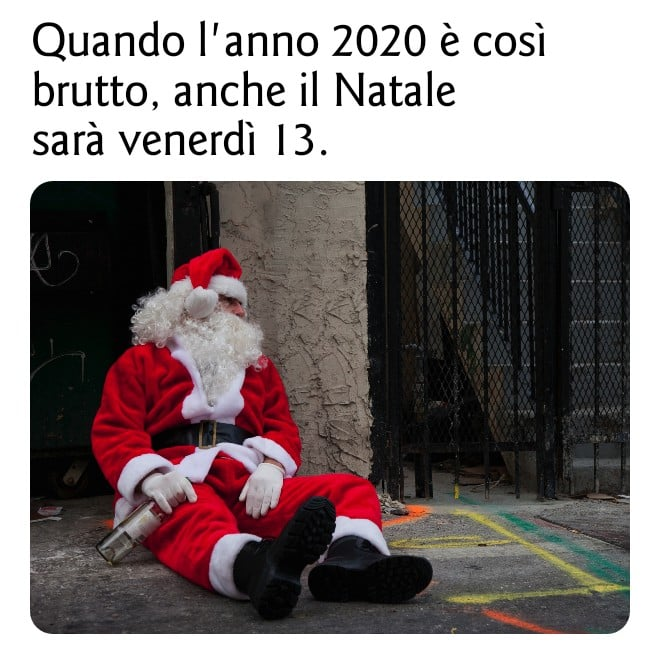 Quando l'anno 2020 è così
brutto, anche il Natale
sarà venerdì 13.